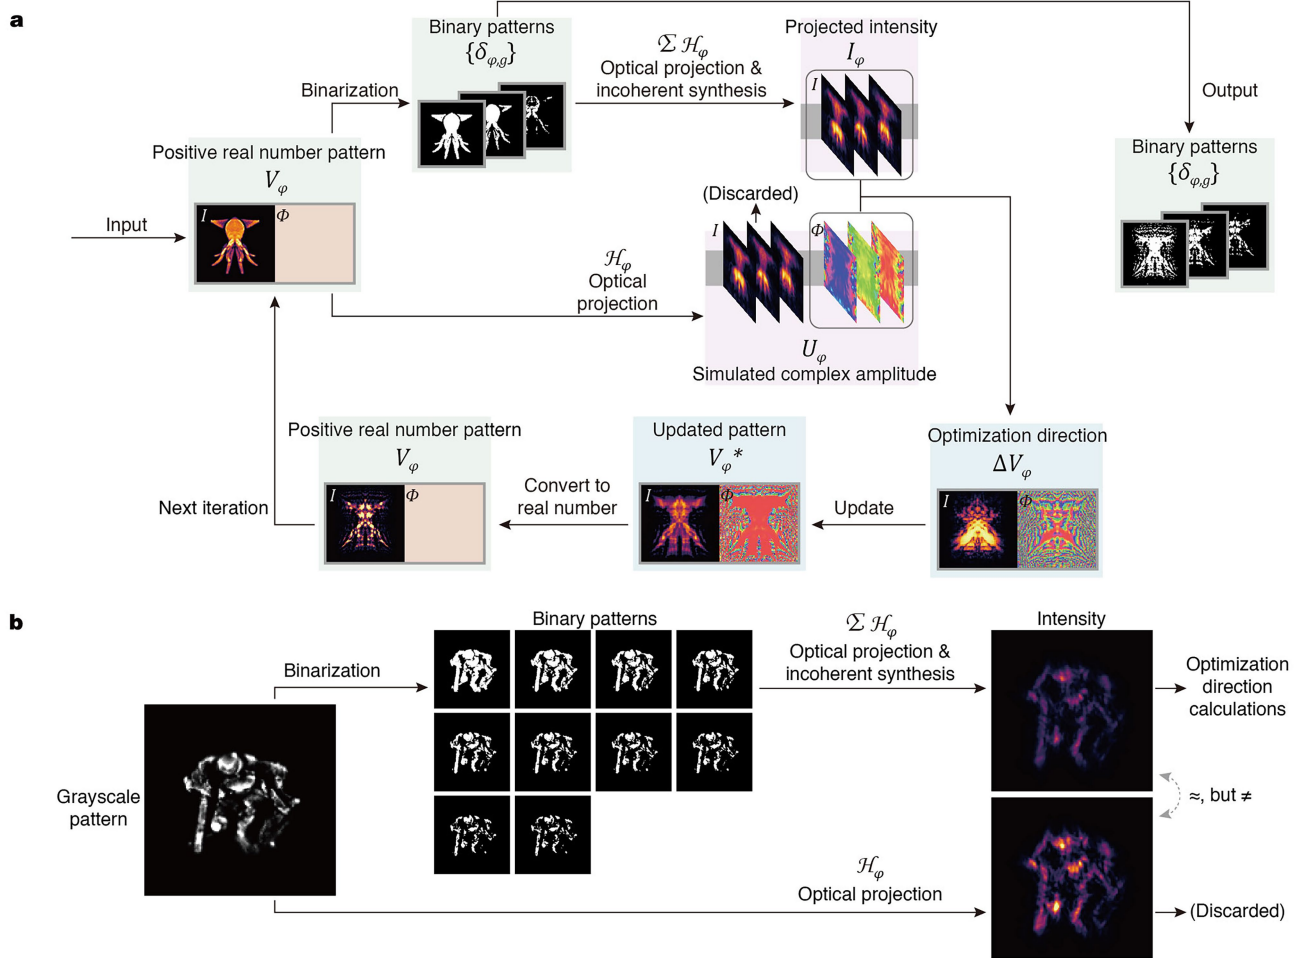 a
Binary patterns
{δφ,g}
Σ ℋφ
Optical projection &
incoherent synthesis
Projected intensity
Iφ
I
Binarization
Output
Positive real number pattern
Vφ
I
Φ
Input
Binary patterns
{δφ,g}
(Discarded)
I
Φ
ℋφ
Optical
projection
Uφ
Simulated complex amplitude
Positive real number pattern
Vφ
I
Φ
Updated pattern
Vφ*
I
Φ
Optimization direction
ΔVφ
I
Φ
Next iteration
Convert to
real number
Update
b
Binary patterns
Binarization
Σ ℋφ
Optical projection &
incoherent synthesis
Intensity
Optimization
direction
calculations
Grayscale
pattern
≈, but ≠
ℋφ
Optical projection
(Discarded)